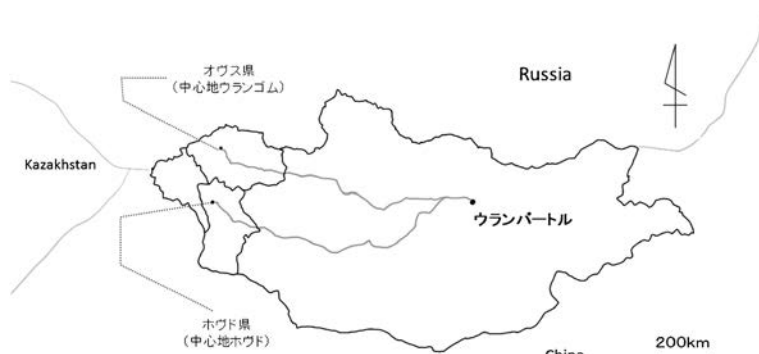 オヴス県
（中心地ウランゴム）
Russia
Kazakhstan
ウランバートル
ホヴド県
（中心地ホヴド）
200km
China